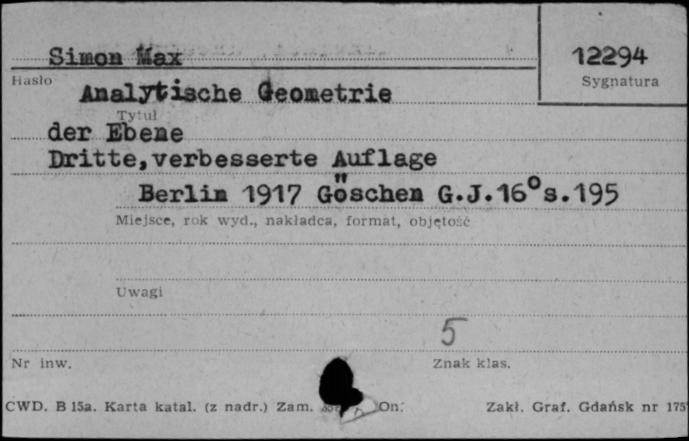 Simon Max
12294
Hasło
Sygnatura
Analytische Geometrie
Tytuł
der Ebene
Dritte,verbesserte Auflage
Berlin 1917 Göschen G.J.16°s.195
Miejsce, rok wyd., nakładca, format, objętość
Uwagi
5
Nr inw.
Znak klas.
CWD. B 15a. Karta katal. (z nadr.) Zam. On.
Zakł. Graf. Gdańsk nr 175